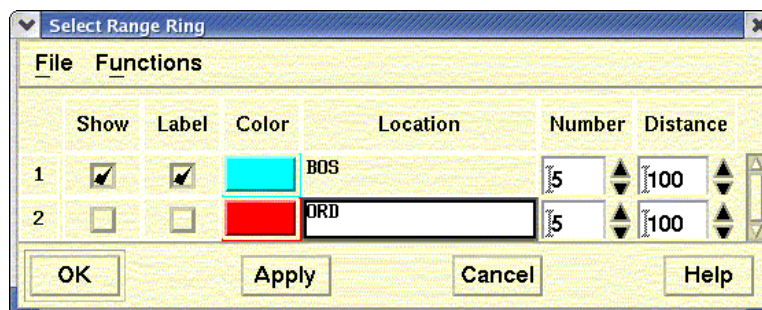 Select Range Ring
File Functions
Show Label Color Location Number Distance
1 BOS 5 100
2 ORD 5 100
OK Apply Cancel Help